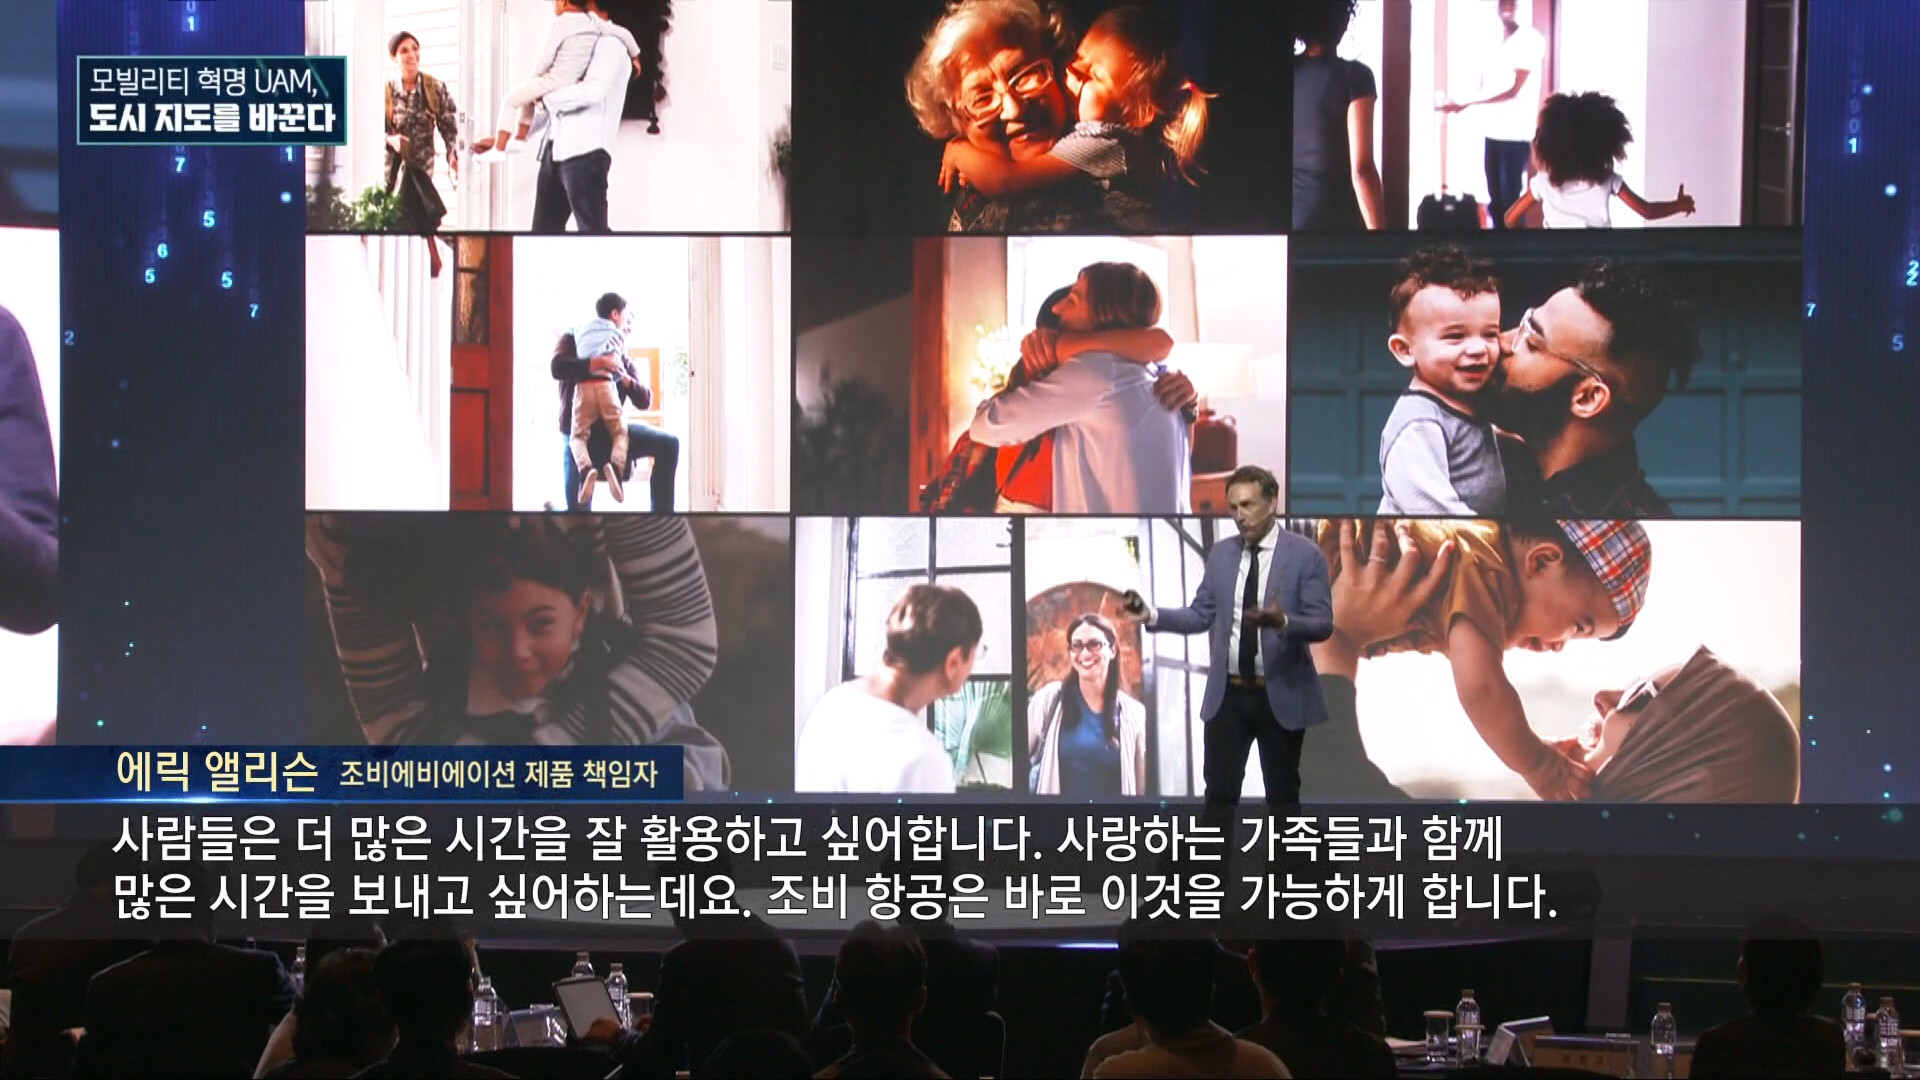 모빌리티 혁명 UAM,
도시 지도를 바꾼다
에릭 앨리슨 조비에비에이션 제품 책임자
사람들은 더 많은 시간을 잘 활용하고 싶어합니다. 사랑하는 가족들과 함께
많은 시간을 보내고 싶어하는데요. 조비 항공은 바로 이것을 가능하게 합니다.